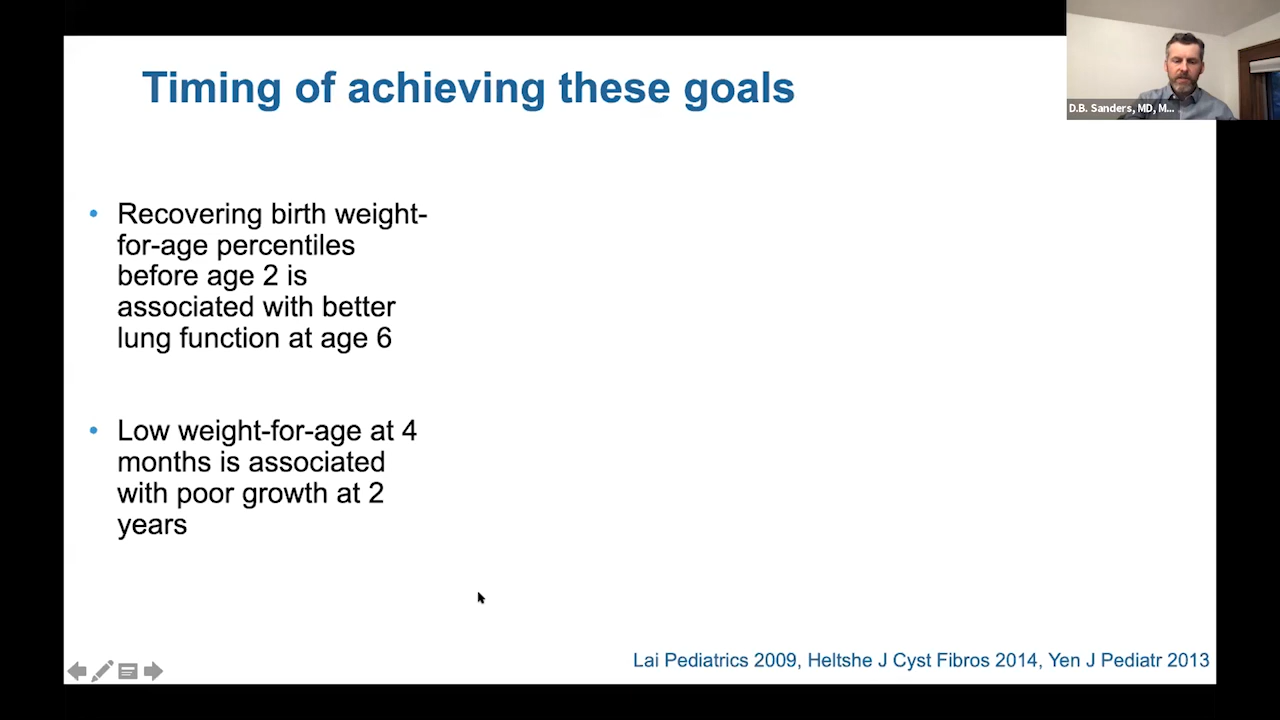 Timing of achieving these goals
D.B. Sanders, MD, M...
• Recovering birth weight-
for-age percentiles
before age 2 is
associated with better
lung function at age 6
• Low weight-for-age at 4
months is associated
with poor growth at 2
years
Lai Pediatrics 2009, Heltshe J Cyst Fibros 2014, Yen J Pediatr 2013